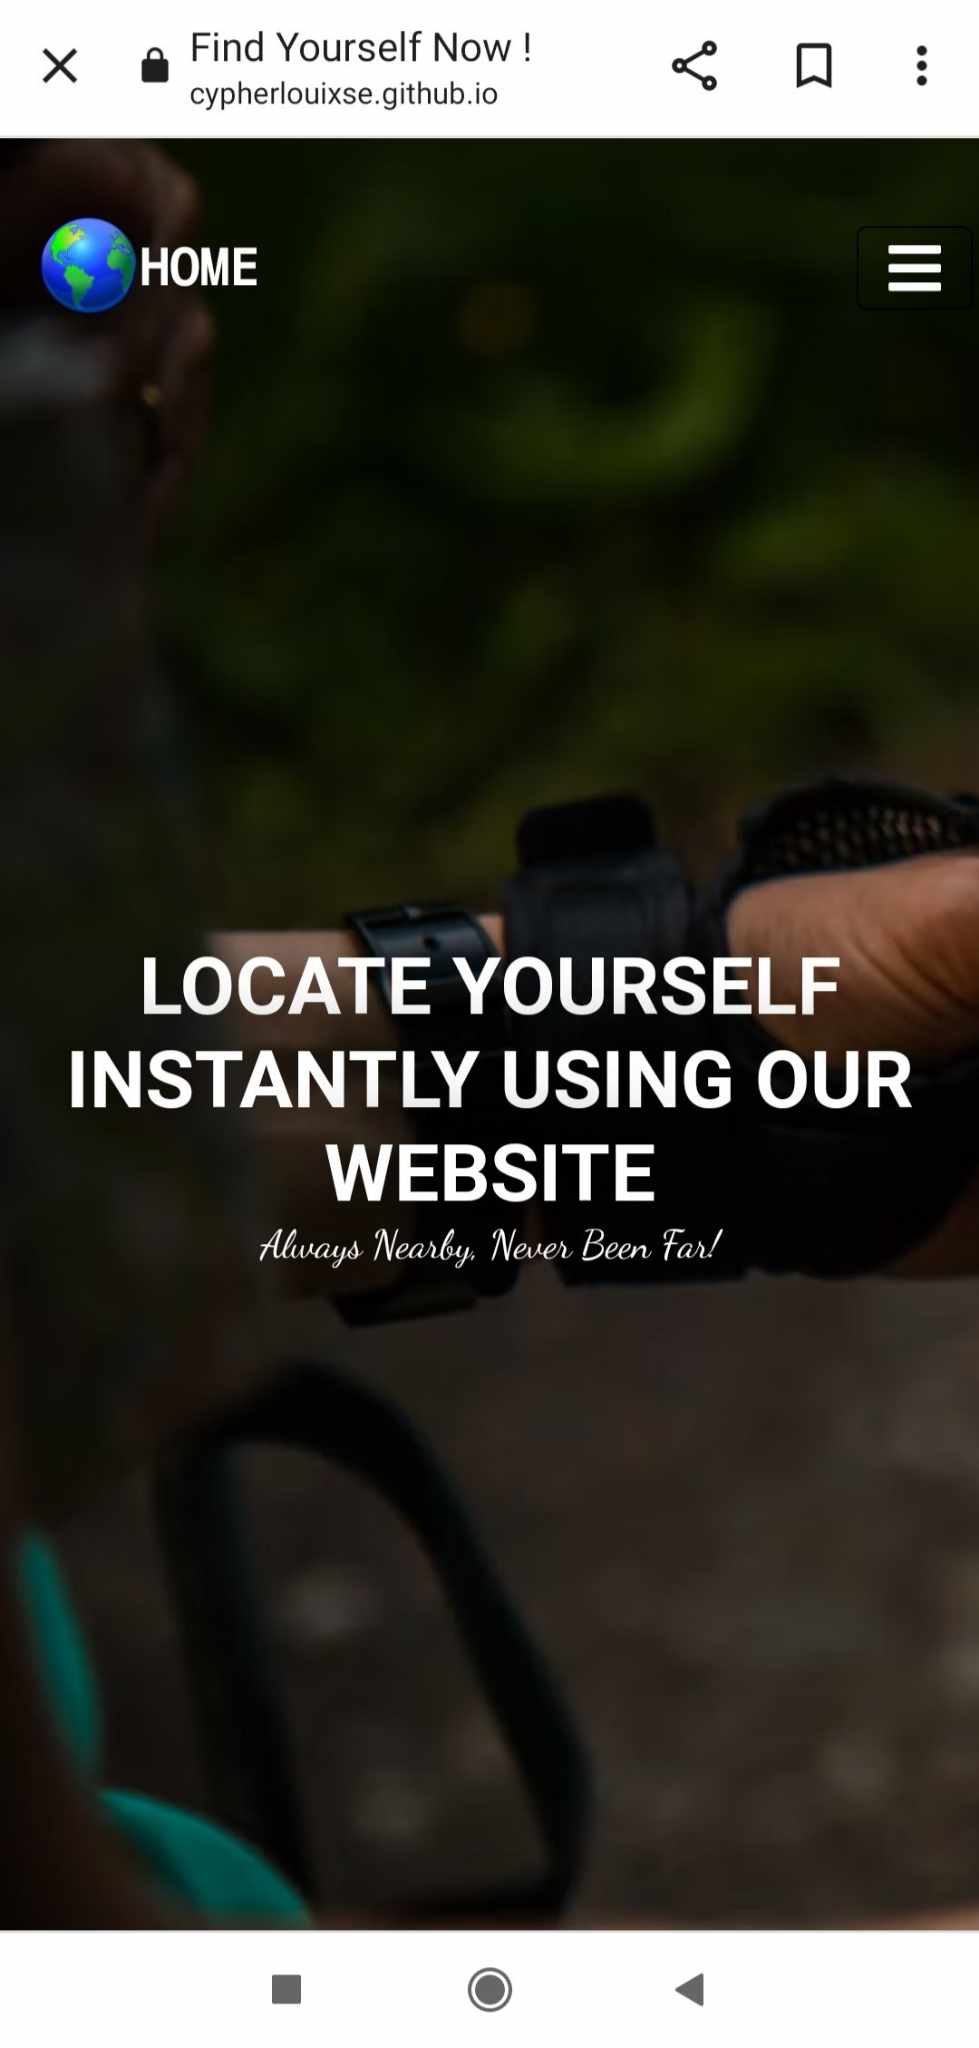 Find Yourself Now !
cypherlouixse.github.io
HOME
LOCATE YOURSELF
INSTANTLY USING OUR
WEBSITE
Always Nearby, Never Been Far!